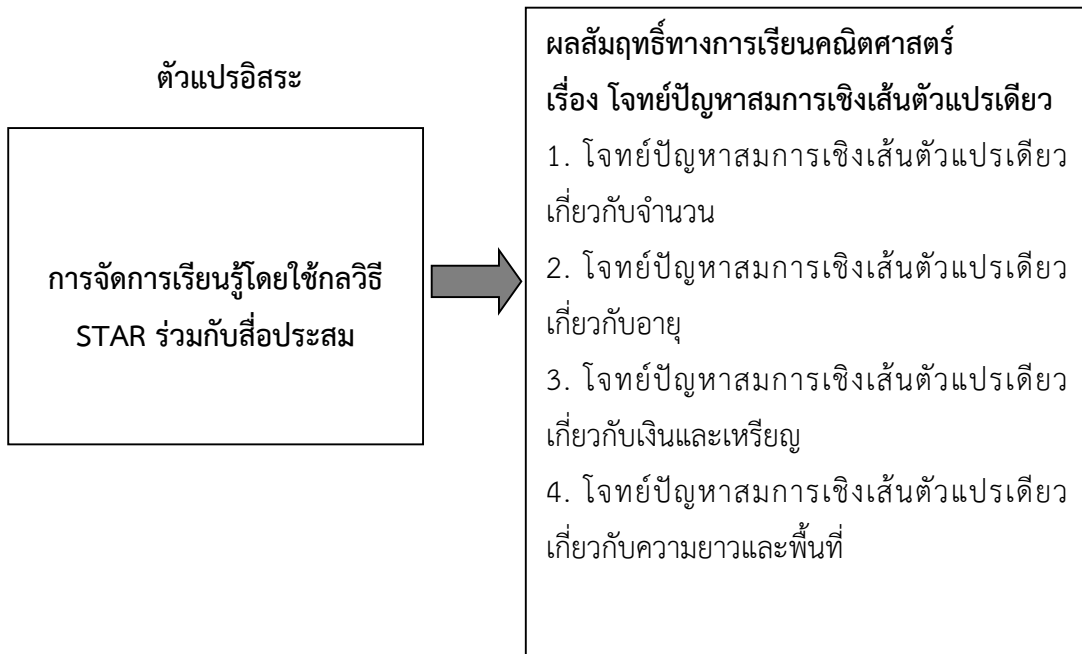 ตัวแปรอิสระ
การจัดการเรียนรู้โดยใช้กลวิธี
STAR ร่วมกับสื่อประสม
ผลสัมฤทธิ์ทางการเรียนคณิตศาสตร์
เรื่อง โจทย์ปัญหาสมการเชิงเส้นตัวแปรเดียว
1. โจทย์ปัญหาสมการเชิงเส้นตัวแปรเดียว
เกี่ยวกับจำนวน
2. โจทย์ปัญหาสมการเชิงเส้นตัวแปรเดียว
เกี่ยวกับอายุ
3. โจทย์ปัญหาสมการเชิงเส้นตัวแปรเดียว
เกี่ยวกับเงินและเหรียญ
4. โจทย์ปัญหาสมการเชิงเส้นตัวแปรเดียว
เกี่ยวกับความยาวและพื้นที่